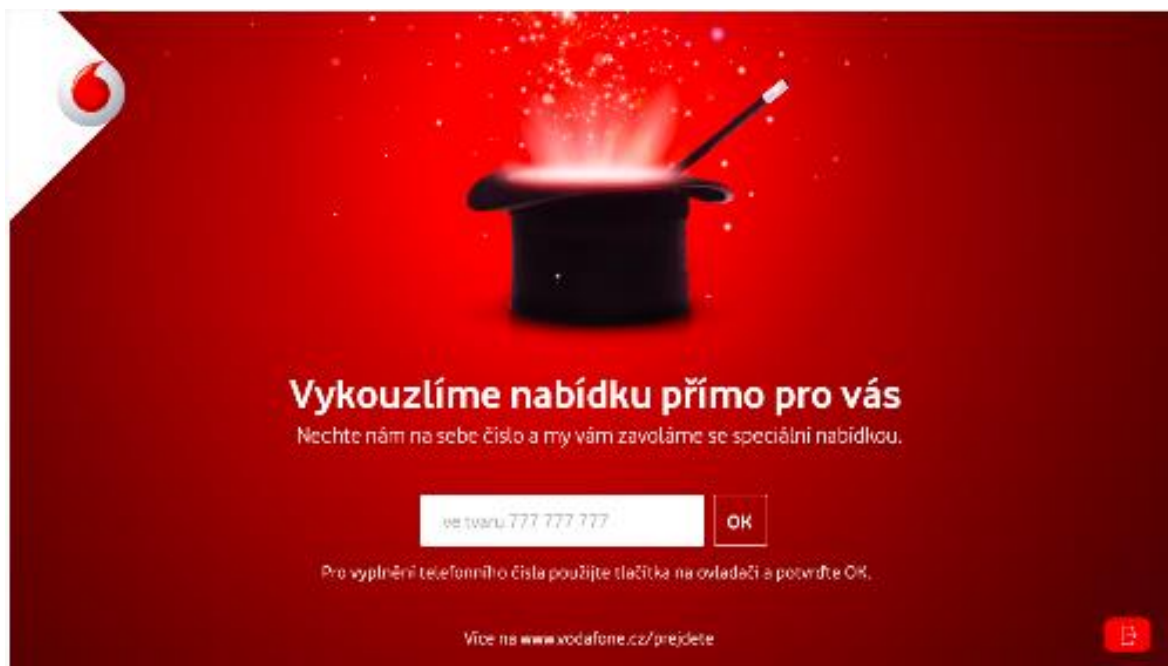 Vykouzlíme nabídku přímo pro vás
Nechte nám na sebe číslo a my vám zavoláme se speciální nabídkou.
ve tvaru 777 777 777
OK
Pro vyplnění telefonního čísla použijte tlačítka na ovladači a potvrďte OK.
Více na www.vodafone.cz/prejdete